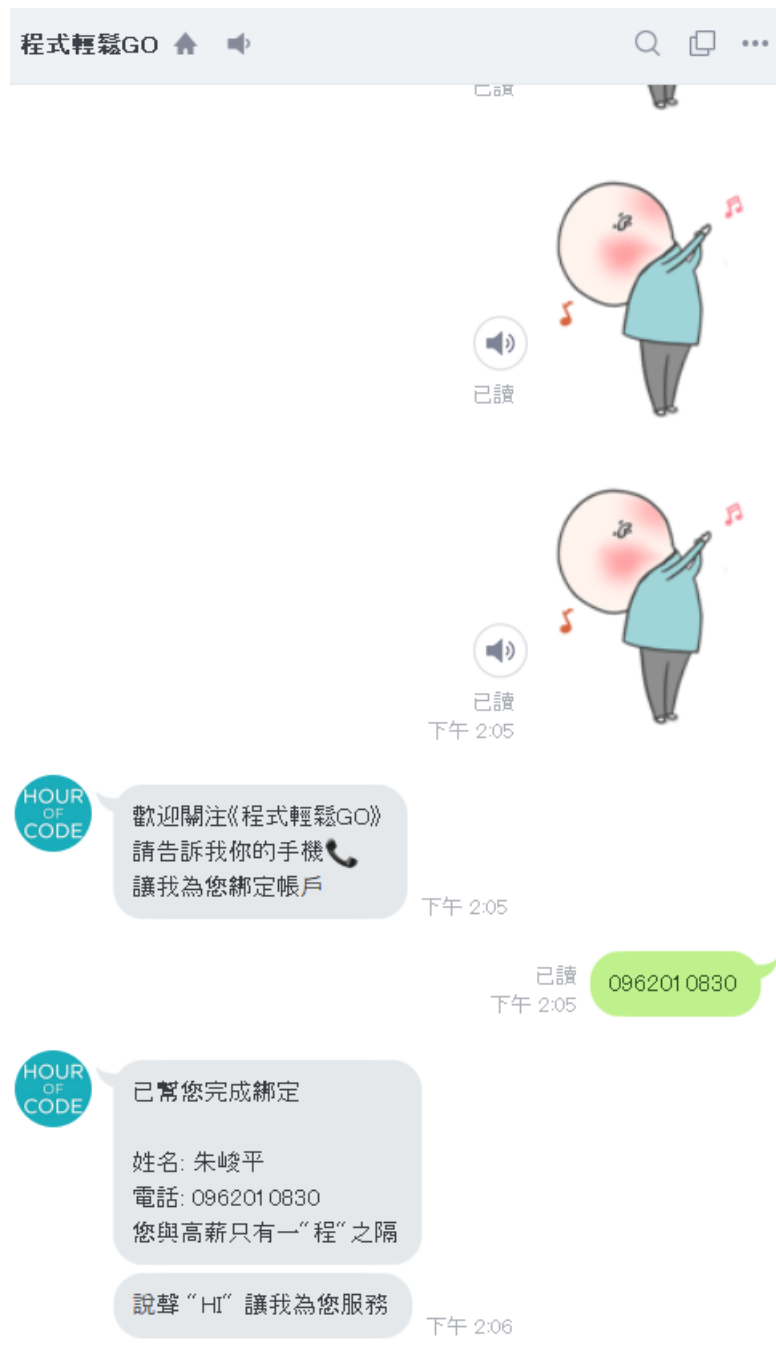 程式輕鬆GO
已讀
已讀
已讀
下午 2:05
HOUR
OF
CODE
歡迎關注《程式輕鬆GO》
請告訴我你的手機📞
讓我為您綁定帳戶
下午 2:05
已讀
下午 2:05
0962010830
HOUR
OF
CODE
已幫您完成綁定
姓名: 朱峻平
電話: 0962010830
您與高薪只有一"程"之隔
說聲 "HI" 讓我為您服務
下午 2:06